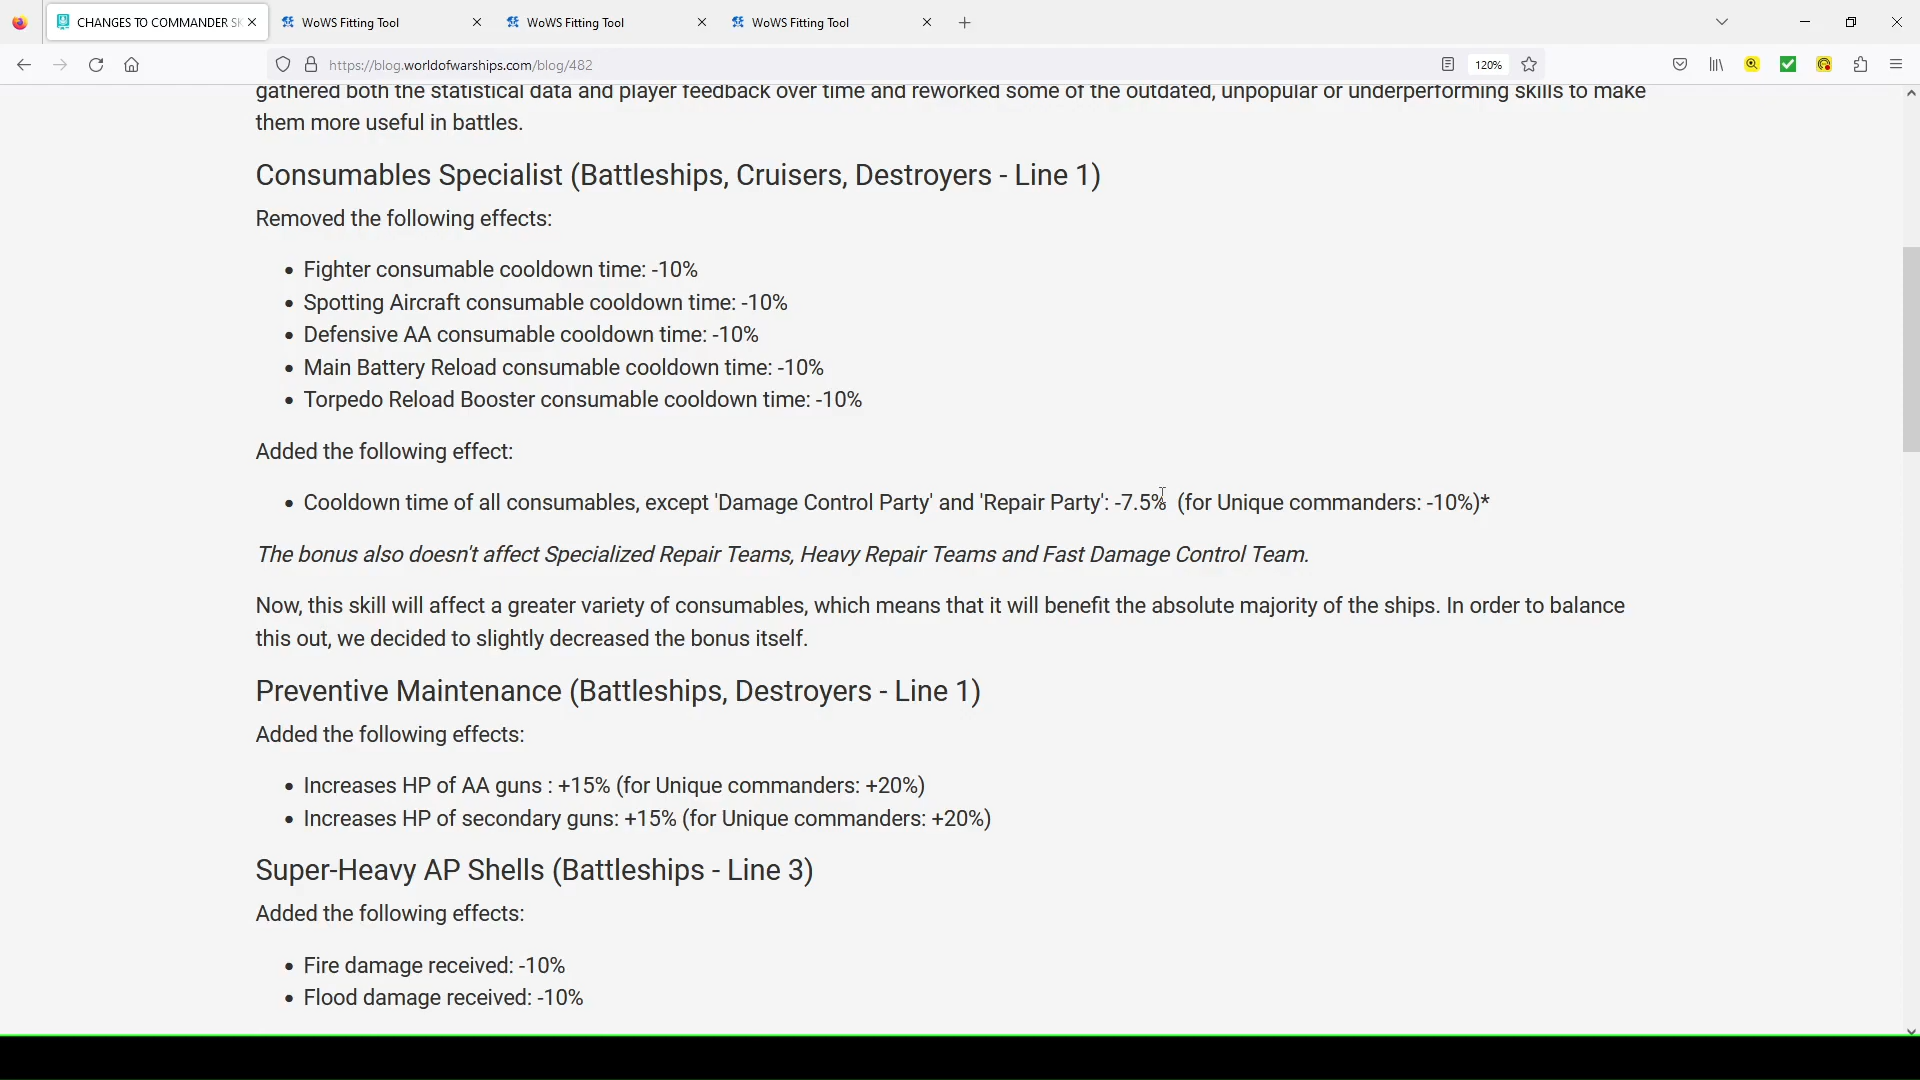 CHANGES TO COMMANDER SK
WoWS Fitting Tool
WoWS Fitting Tool
WoWS Fitting Tool
https://blog.worldofwarships.com/blog/482
120%
gathered both the statistical data and player feedback over time and reworked some of the outdated, unpopular or underperforming skills to make
them more useful in battles.
Consumables Specialist (Battleships, Cruisers, Destroyers - Line 1)
Removed the following effects:
Fighter consumable cooldown time: -10%
Spotting Aircraft consumable cooldown time: -10%
Defensive AA consumable cooldown time: -10%
Main Battery Reload consumable cooldown time: -10%
Torpedo Reload Booster consumable cooldown time: -10%
Added the following effect:
Cooldown time of all consumables, except 'Damage Control Party' and 'Repair Party': -7.5% (for Unique commanders: -10%)*
The bonus also doesn't affect Specialized Repair Teams, Heavy Repair Teams and Fast Damage Control Team.
Now, this skill will affect a greater variety of consumables, which means that it will benefit the absolute majority of the ships. In order to balance
this out, we decided to slightly decreased the bonus itself.
Preventive Maintenance (Battleships, Destroyers - Line 1)
Added the following effects:
Increases HP of AA guns : +15% (for Unique commanders: +20%)
Increases HP of secondary guns: +15% (for Unique commanders: +20%)
Super-Heavy AP Shells (Battleships - Line 3)
Added the following effects:
Fire damage received: -10%
Flood damage received: -10%